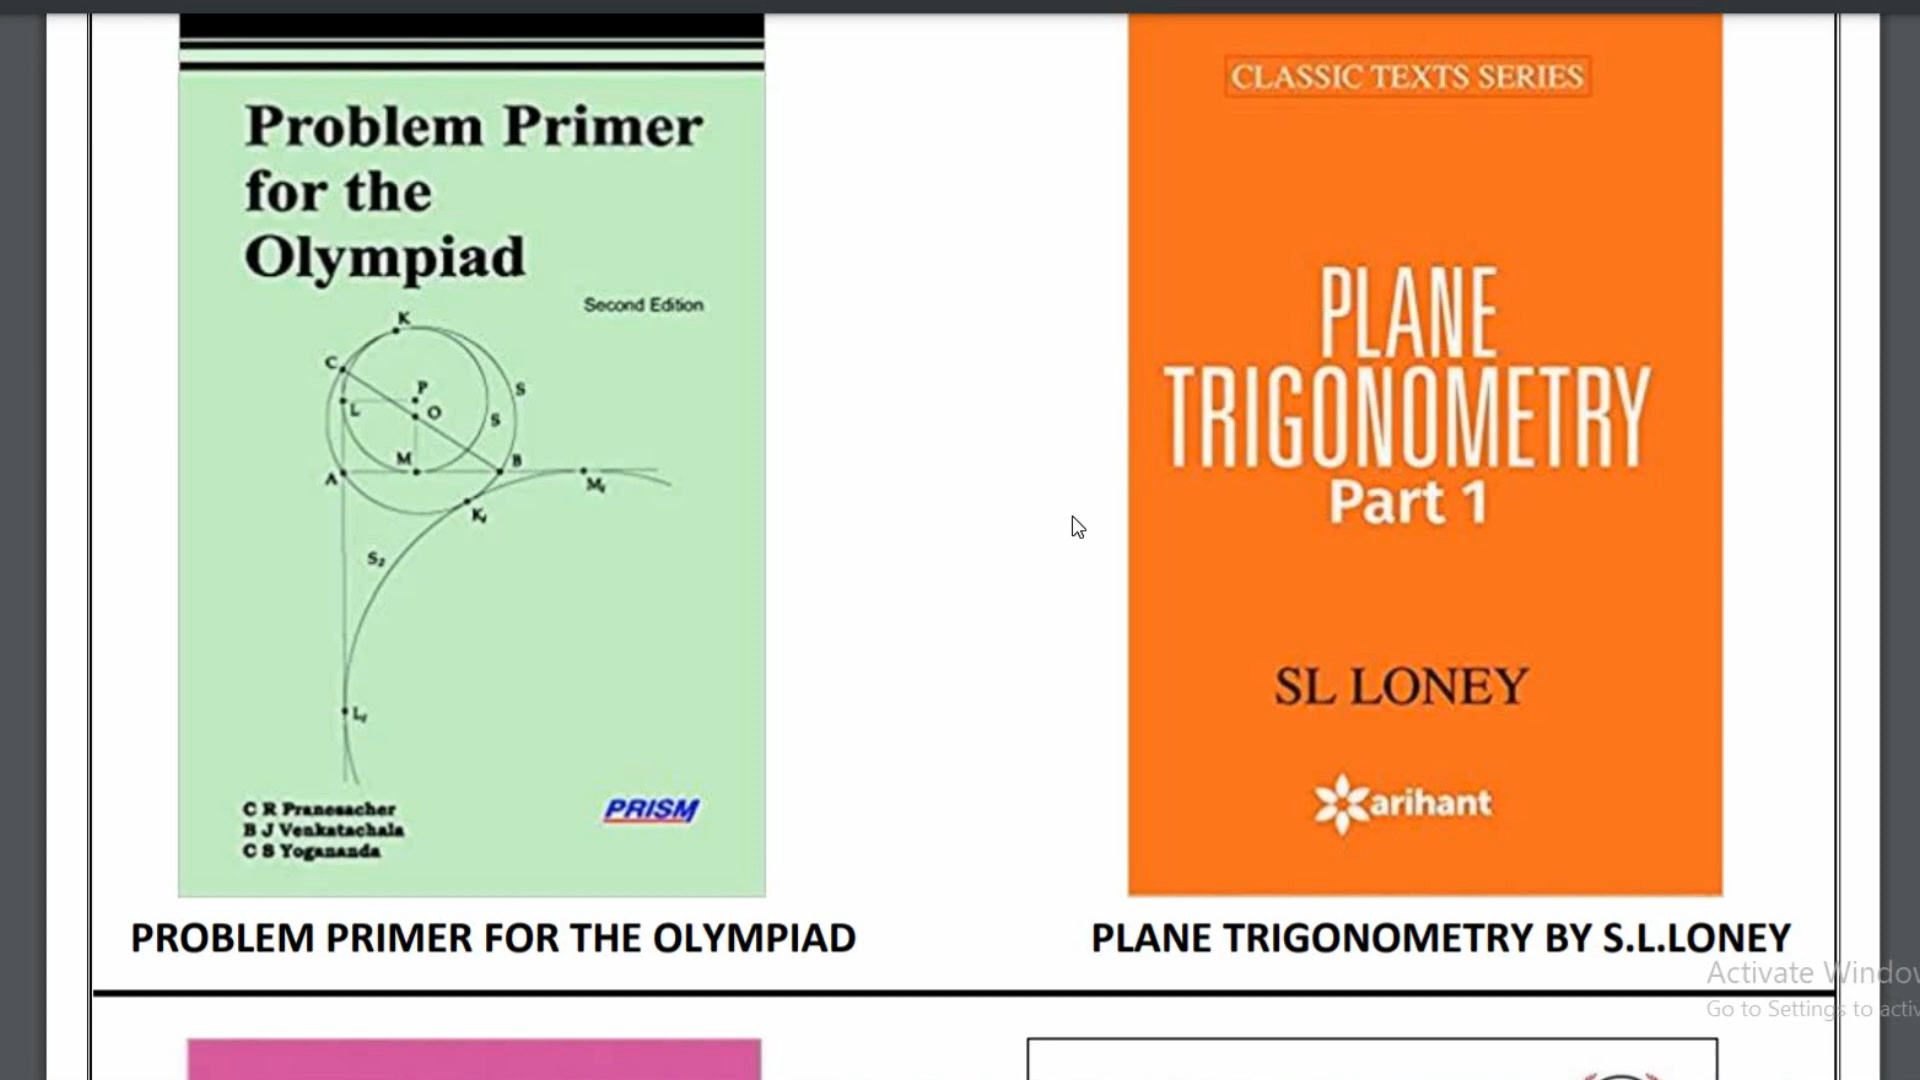 Problem Primer
for the
Olympiad
Second Edition
K
C
P
S
L
O
S
M
B
A
M₁
K₁
S₂
L₁
C R Pranesachar
B J Venkatachala
C S Yogananda
PRISM
PROBLEM PRIMER FOR THE OLYMPIAD
CLASSIC TEXTS SERIES
PLANE
TRIGONOMETRY
Part 1
SL LONEY
arihant
PLANE TRIGONOMETRY BY S.L.LONEY
Activate Window
Go to Settings to activ